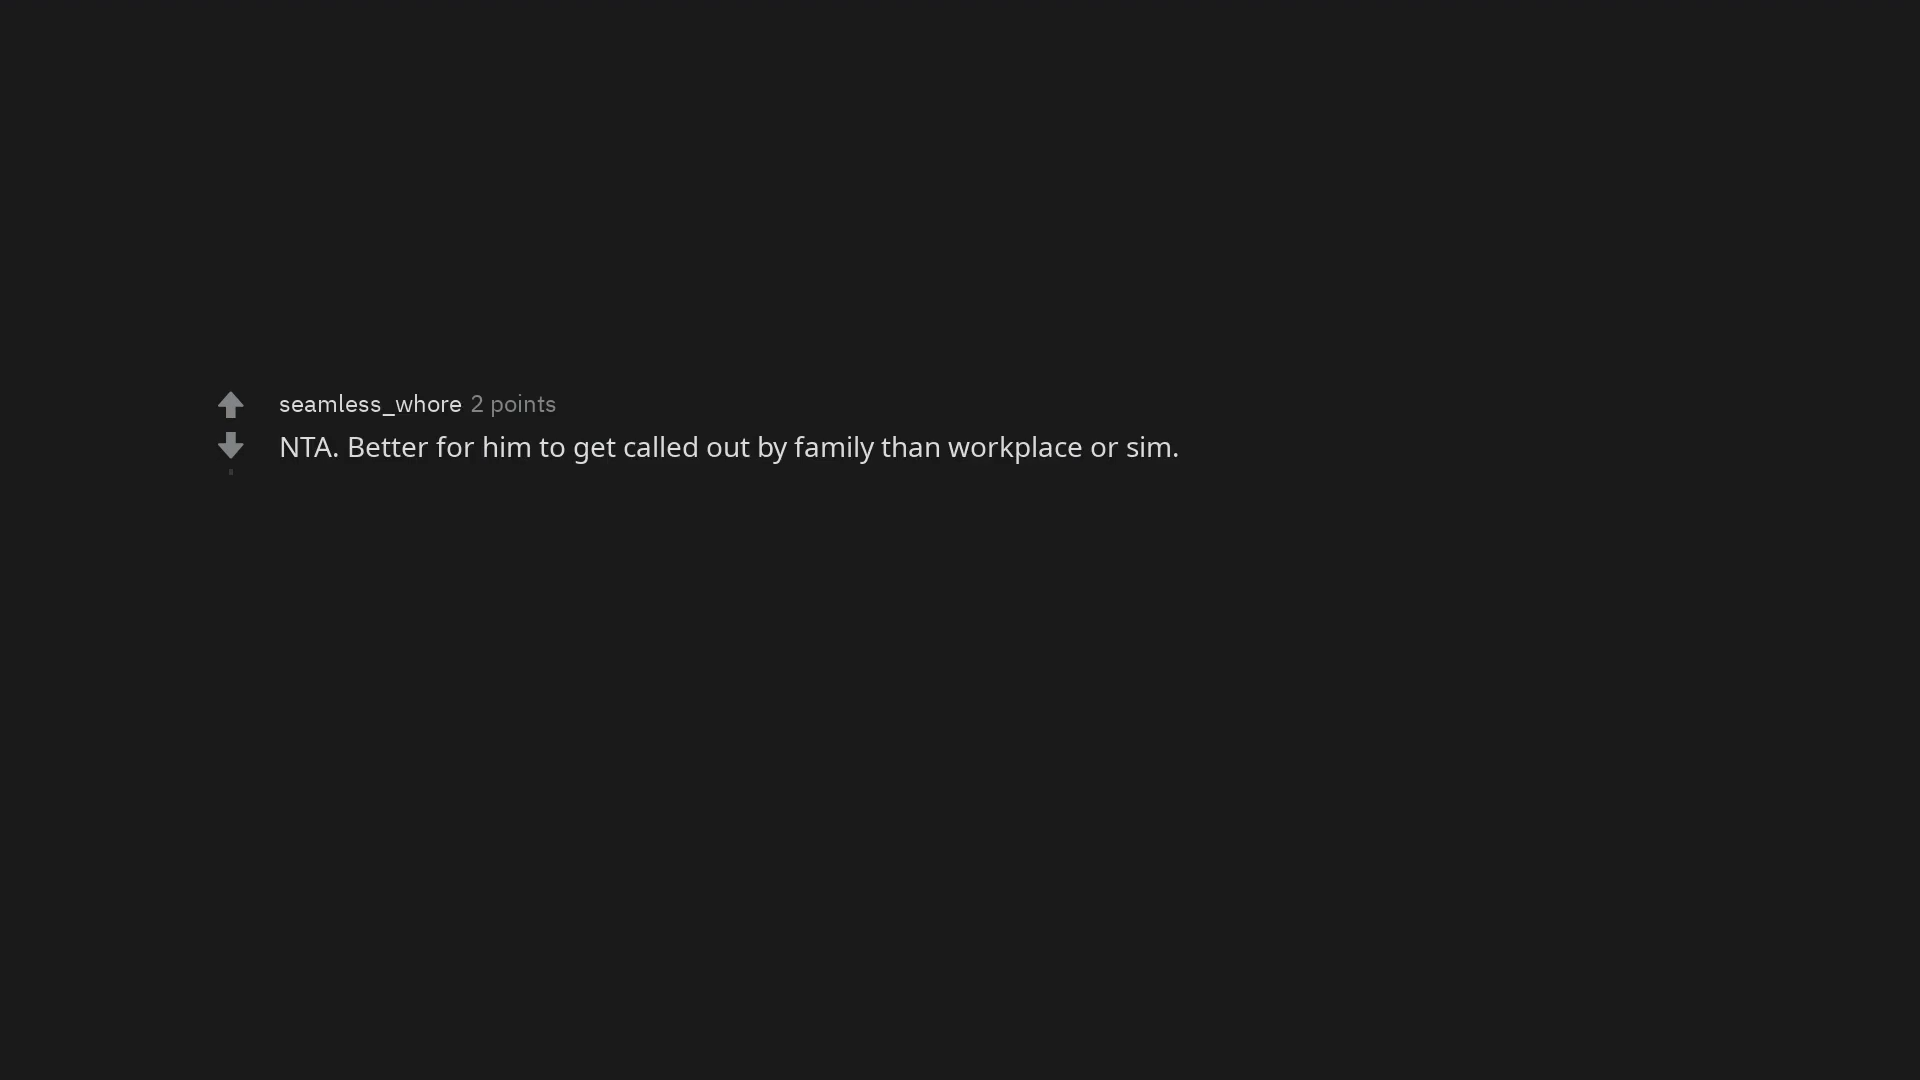 seamless_whore 2 points
NTA. Better for him to get called out by family than workplace or sim.